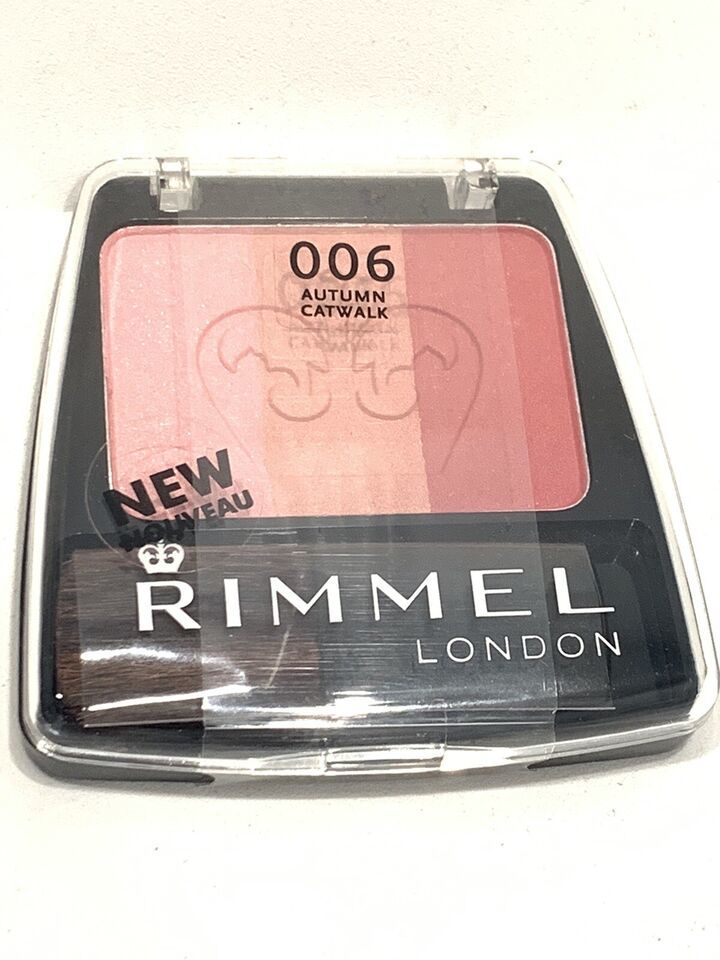 006
AUTUMN
CATWALK
NEW
NOUVEAU
RIMMEL
LONDON